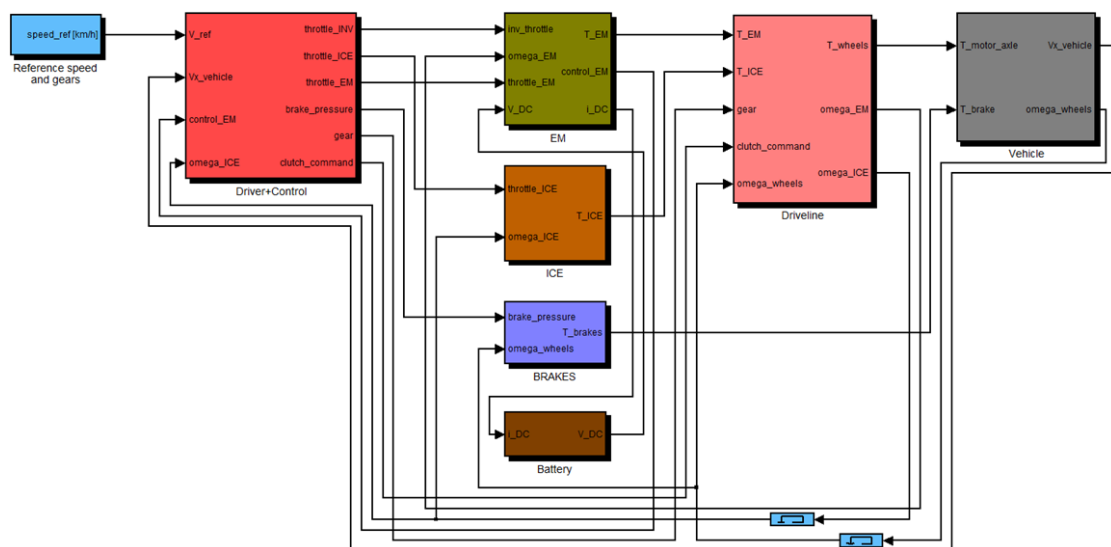 speed_ref [km/h]
Reference speed
and gears
V_ref
Vx_vehicle
control_EM
omega_ICE
throttle_INV
throttle_ICE
throttle_EM
brake_pressure
gear
clutch_command
Driver+Control
inv_throttle
omega_EM
throttle_EM
V_DC
T_EM
control_EM
i_DC
EM
throttle_ICE
omega_ICE
T_ICE
ICE
brake_pressure
omega_wheels
T_brakes
BRAKES
i_DC
V_DC
Battery
T_EM
T_ICE
gear
clutch_command
omega_wheels
T_wheels
omega_EM
omega_ICE
Driveline
T_motor_axle
T_brake
Vx_vehicle
omega_wheels
Vehicle